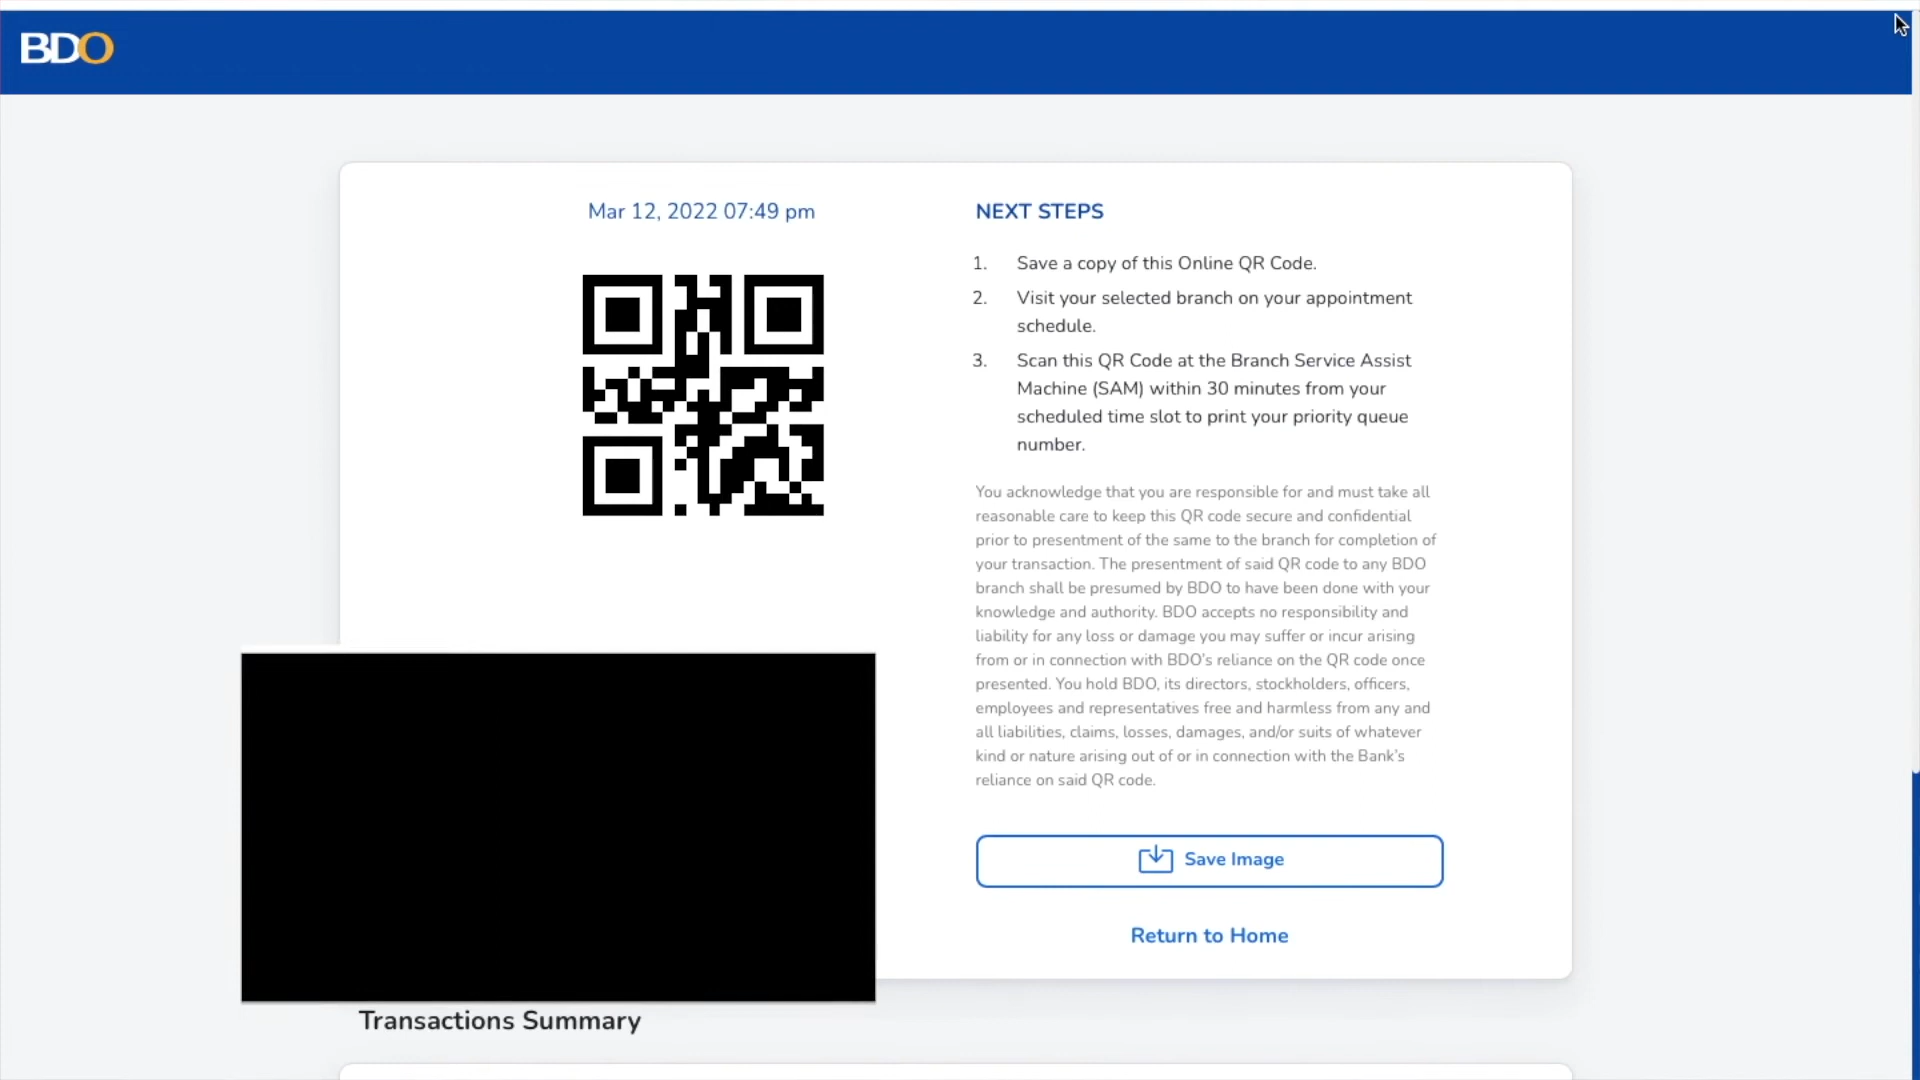 BDO
Mar 12, 2022 07:49 pm
NEXT STEPS
1. Save a copy of this Online QR Code.
2. Visit your selected branch on your appointment
schedule.
3. Scan this QR Code at the Branch Service Assist
Machine (SAM) within 30 minutes from your
scheduled time slot to print your priority queue
number.
You acknowledge that you are responsible for and must take all
reasonable care to keep this QR code secure and confidential
prior to presentment of the same to the branch for completion of
your transaction. The presentment of said QR code to any BDO
branch shall be presumed by BDO to have been done with your
knowledge and authority. BDO accepts no responsibility and
liability for any loss or damage you may suffer or incur arising
from or in connection with BDO's reliance on the QR code once
presented. You hold BDO, its directors, stockholders, officers,
employees and representatives free and harmless from any and
all liabilities, claims, losses, damages, and/or suits of whatever
kind or nature arising out of or in connection with the Bank's
reliance on said QR code.
Save Image
Return to Home
Transactions Summary